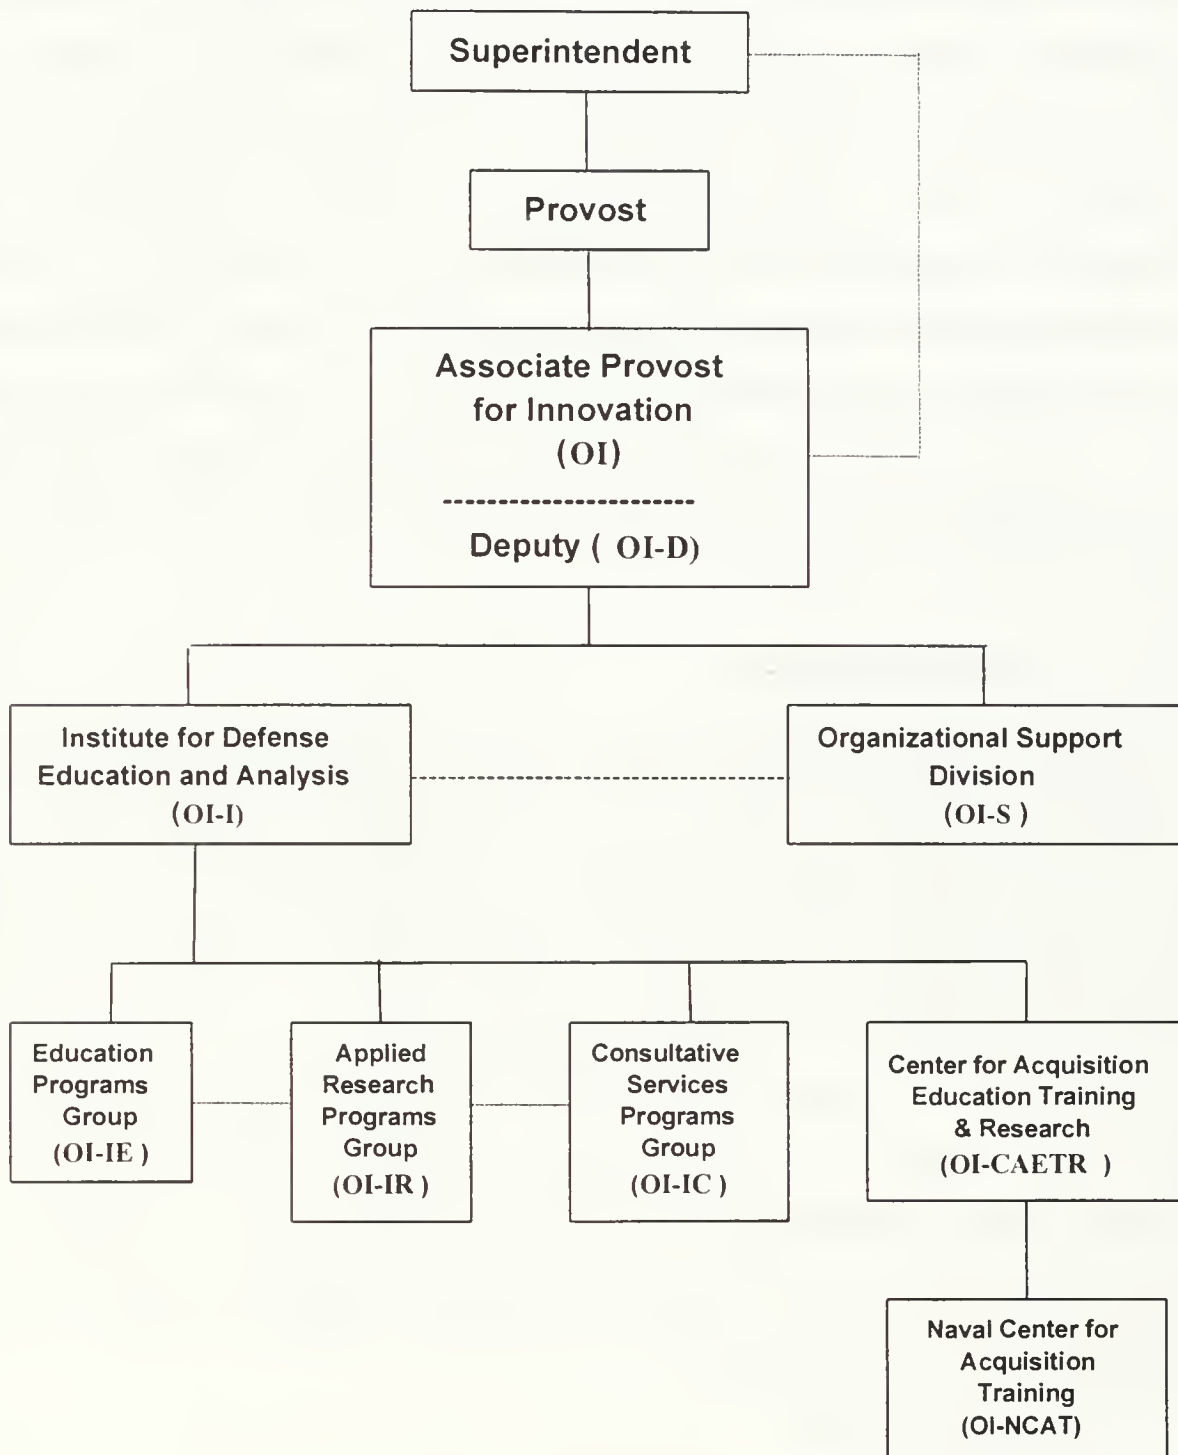 Superintendent
Provost
Associate Provost
for Innovation
(OI)
-----------------------
Deputy ( OI-D)
Institute for Defense
Education and Analysis
(OI-I)
Organizational Support
Division
(OI-S )
Education
Programs
Group
(OI-IE )
Applied
Research
Programs
Group
(OI-IR )
Consultative
Services
Programs
Group
(OI-IC )
Center for Acquisition
Education Training
& Research
(OI-CAETR )
Naval Center for
Acquisition
Training
(OI-NCAT)